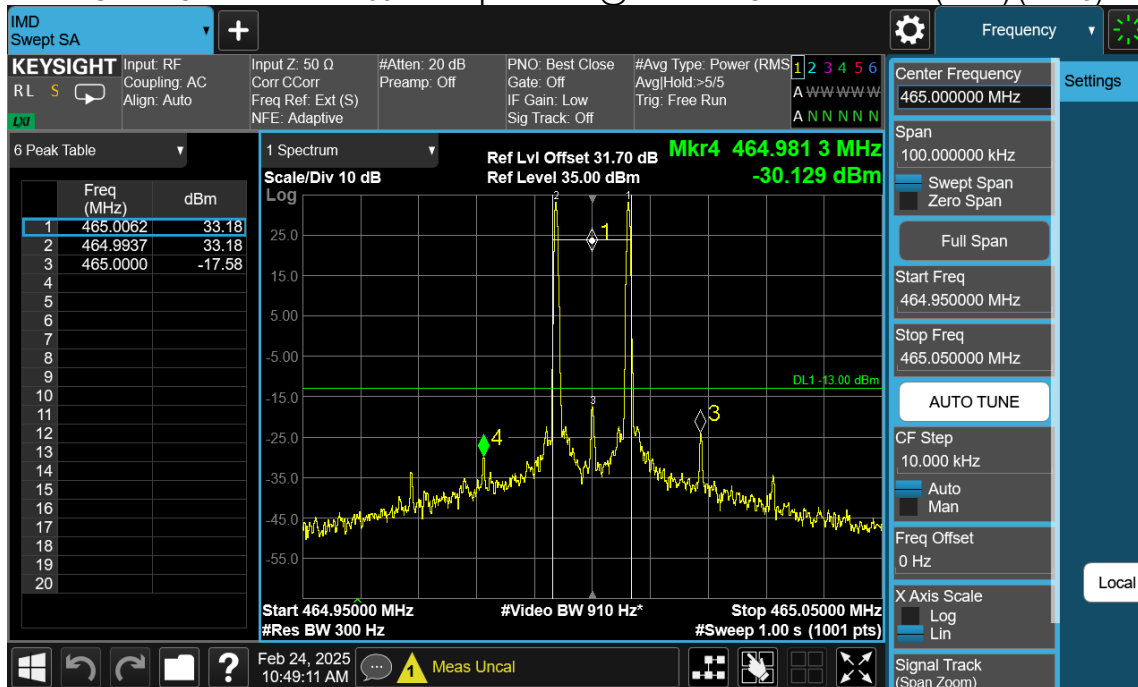 IMD
Swept SA
+
Frequency
KEYSIGHT
RL S
LXI
Input: RF
Coupling: AC
Align: Auto
Input Z: 50 Ω
Corr CCorr
Freq Ref: Ext (S)
NFE: Adaptive
#Atten: 20 dB
Preamp: Off
PNO: Best Close
Gate: Off
IF Gain: Low
Sig Track: Off
#Avg Type: Power (RMS
Avg|Hold:>5/5
Trig: Free Run
1 2 3 4 5 6
A W W W W W
A N N N N N
6 Peak Table
Freq (MHz) dBm
1 465.0062 33.18
2 464.9937 33.18
3 465.0000 -17.58
4
5
6
7
8
9
10
11
12
13
14
15
16
17
18
19
20
1 Spectrum
Scale/Div 10 dB
Log
Ref Lvl Offset 31.70 dB
Ref Level 35.00 dBm
Mkr4 464.981 3 MHz
-30.129 dBm
2 1
1
25.0
15.0
5.00
-5.00
DL1 -13.00 dBm
-15.0
3
3
4
-25.0
-35.0
-45.0
-55.0
Start 464.95000 MHz
#Res BW 300 Hz
#Video BW 910 Hz*
Stop 465.05000 MHz
#Sweep 1.00 s (1001 pts)
Center Frequency
465.000000 MHz
Settings
Span
100.000000 kHz
Swept Span
Zero Span
Full Span
Start Freq
464.950000 MHz
Stop Freq
465.050000 MHz
AUTO TUNE
CF Step
10.000 kHz
Auto
Man
Freq Offset
0 Hz
Local
X Axis Scale
Log
Lin
Signal Track
(Span Zoom)
?
Feb 24, 2025
10:49:11 AM
1
Meas Uncal